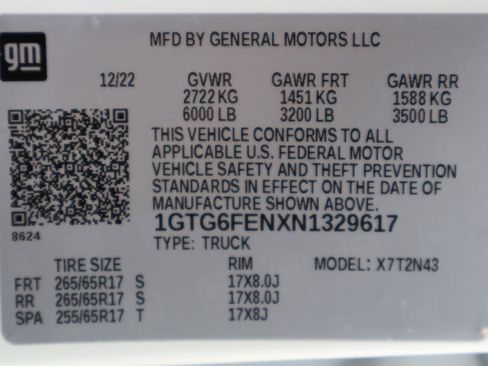 gm
MFD BY GENERAL MOTORS LLC
12/22 GVWR GAWR FRT GAWR RR
2722 KG 1451 KG 1588 KG
6000 LB 3200 LB 3500 LB
THIS VEHICLE CONFORMS TO ALL
APPLICABLE U.S. FEDERAL MOTOR
VEHICLE SAFETY AND THEFT PREVENTION
STANDARDS IN EFFECT ON THE DATE OF
MANUFACTURE SHOWN ABOVE.
1GTG6FENXN1329617
8624
TYPE: TRUCK
TIRE SIZE RIM MODEL: X7T2N43
FRT 265/65R17 S 17X8.0J
RR 265/65R17 S 17X8.0J
SPA 255/65R17 T 17X8J